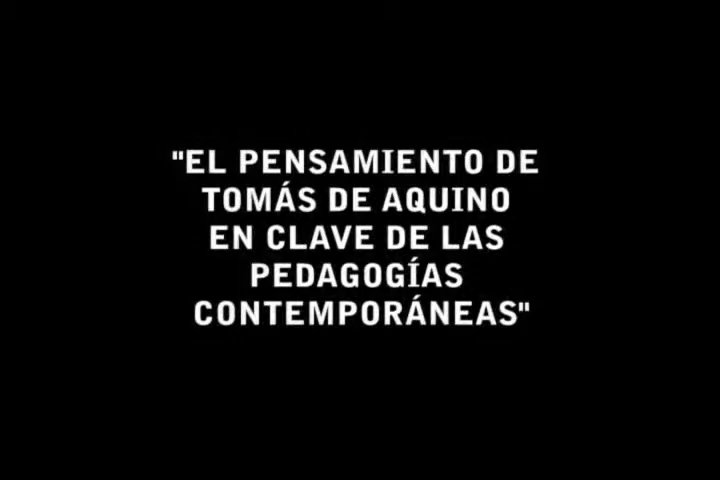 "EL PENSAMIENTO DE
TOMÁS DE AQUINO
EN CLAVE DE LAS
PEDAGOGÍAS
CONTEMPORÁNEAS"